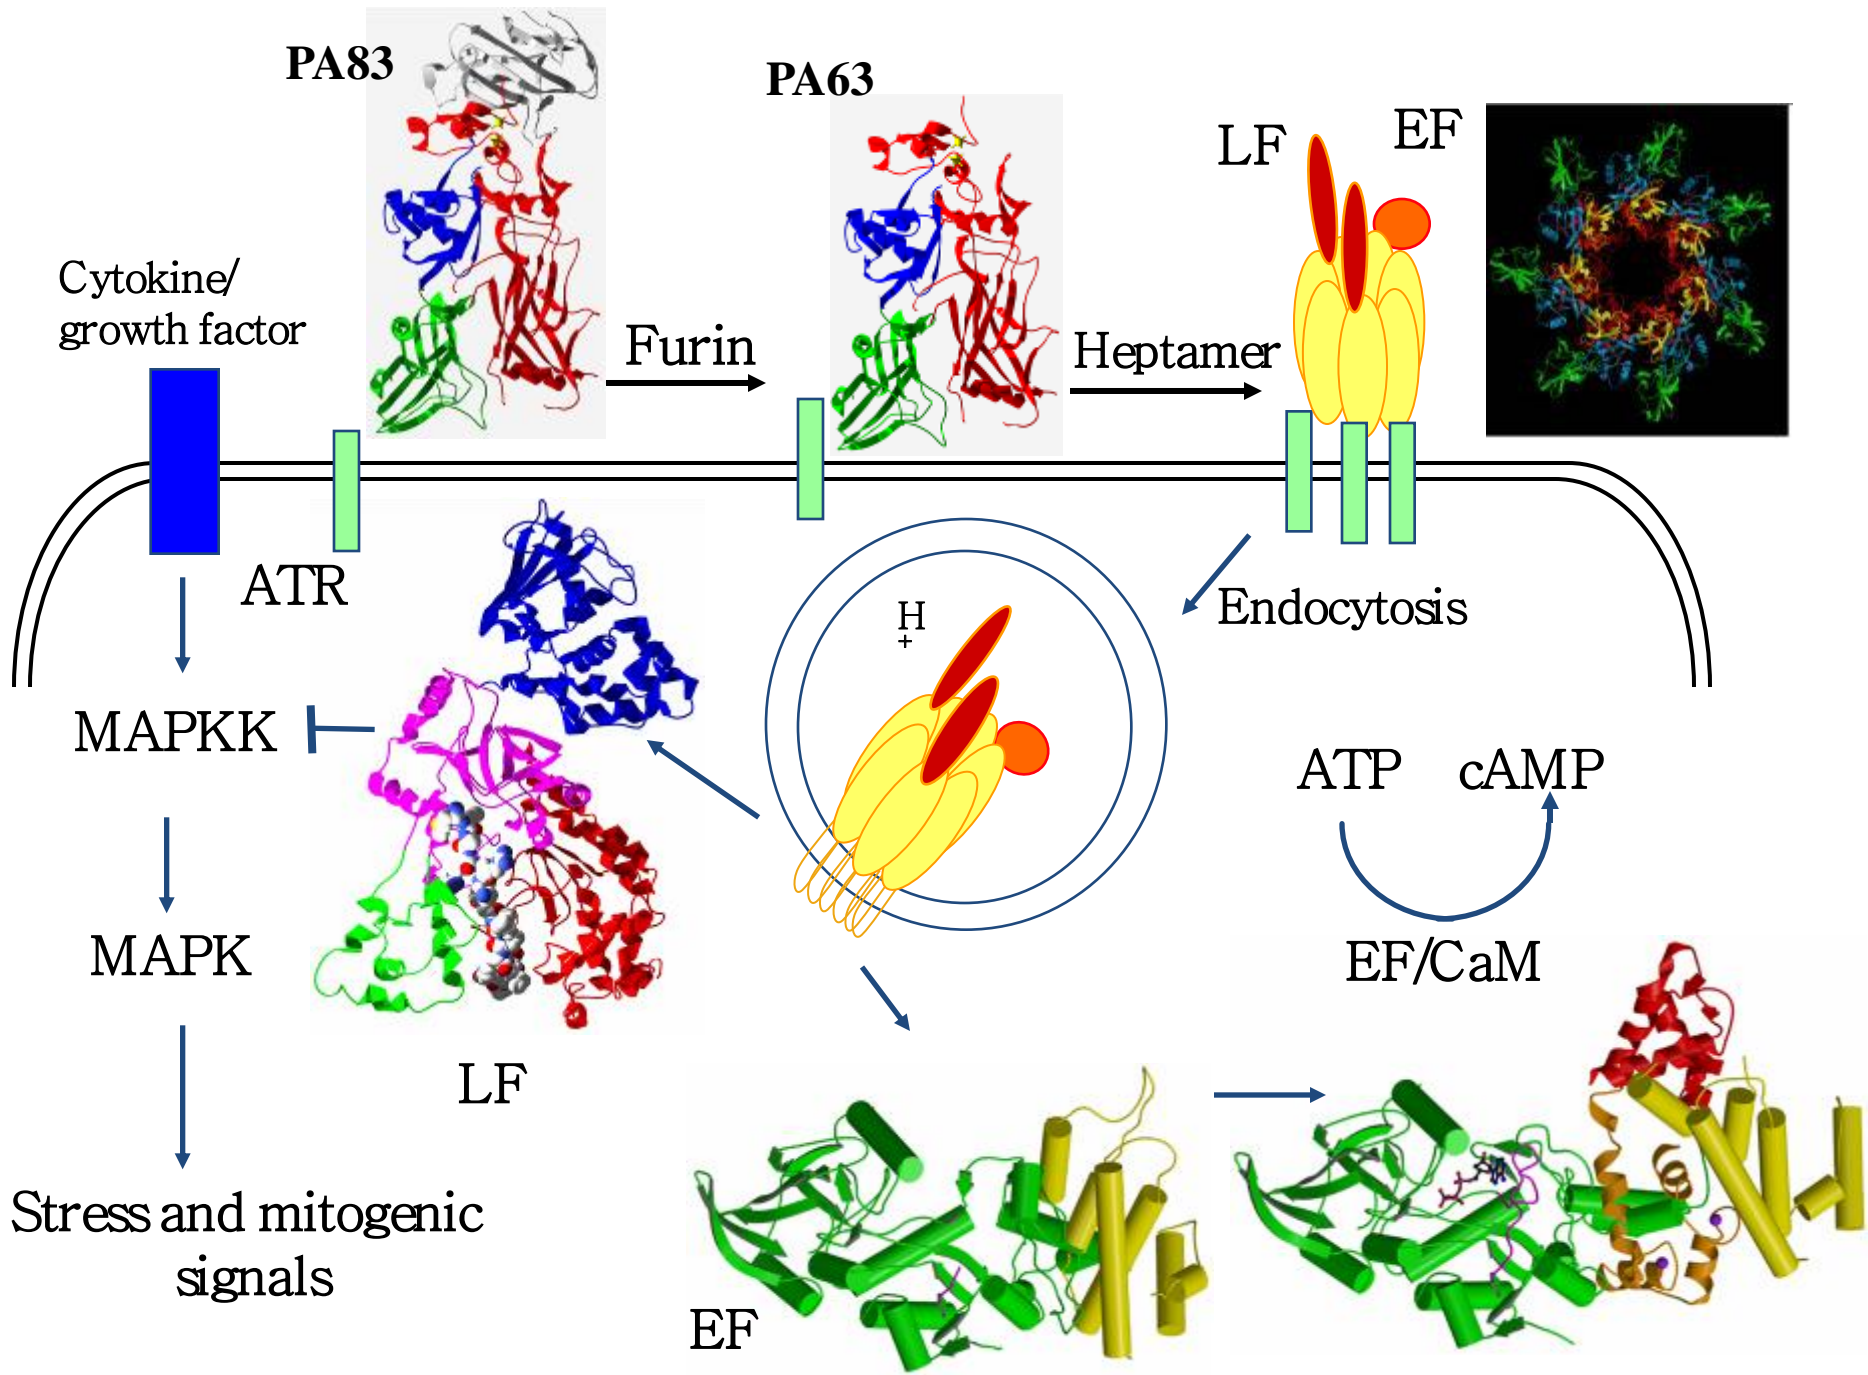 PA83
PA63
LF
EF
Cytokine/
growth factor
Furin
Heptamer
ATR
H
+
Endocytosis
MAPKK
ATP
cAMP
MAPK
EF/CaM
LF
Stress and mitogenic
signals
EF